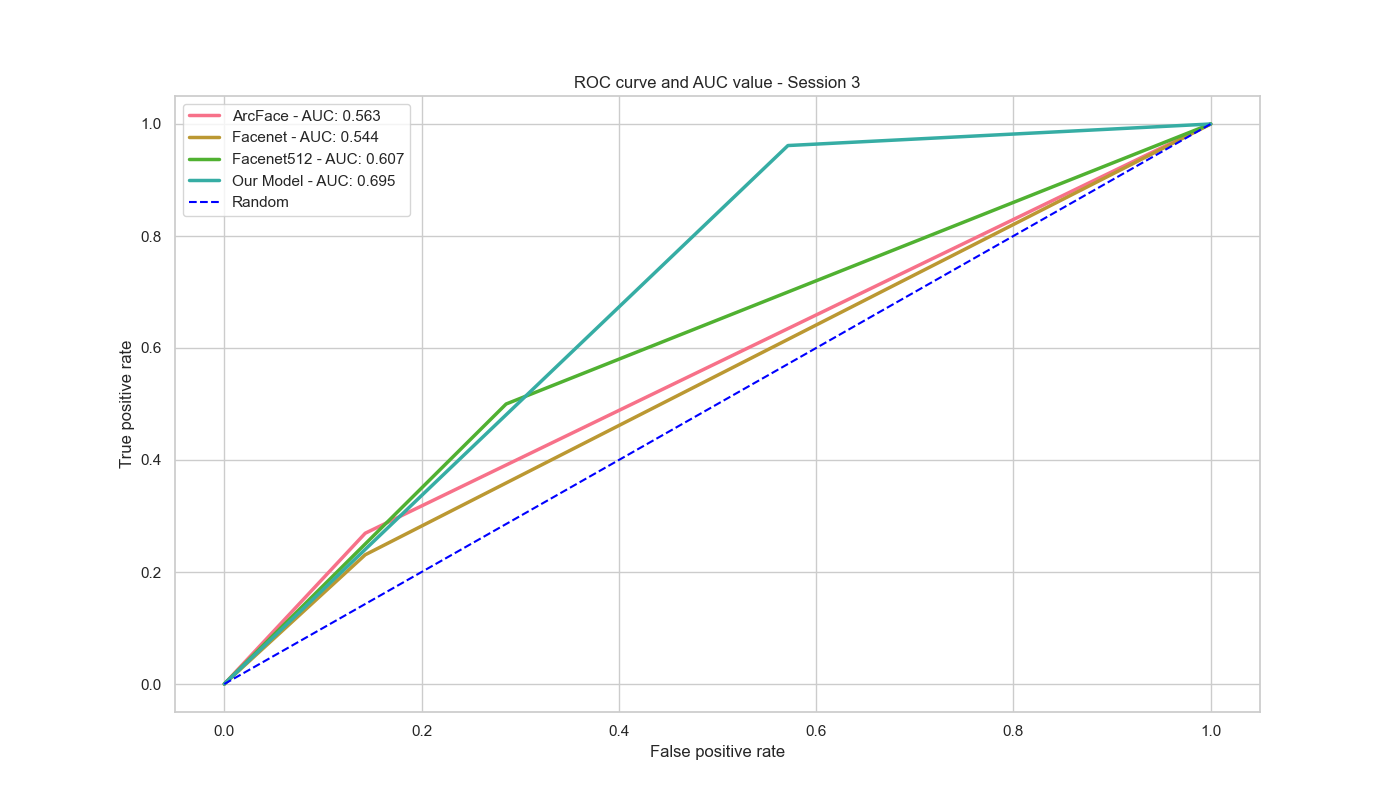 ROC curve and AUC value - Session 3
ArcFace - AUC: 0.563
Facenet - AUC: 0.544
Facenet512 - AUC: 0.607
Our Model - AUC: 0.695
Random
1.0
0.8
0.6
0.4
0.2
0.0
True positive rate
0.0 0.2 0.4 0.6 0.8 1.0
False positive rate